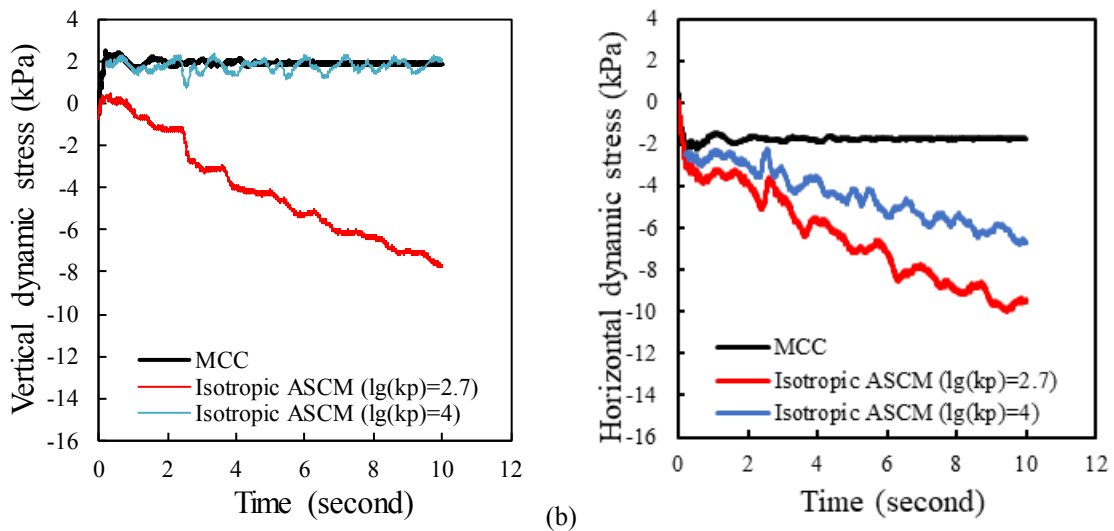 Vertical dynamic stress (kPa)
4
2
0
-2
-4
-6
-8
-10
-12
-14
-16
MCC
Isotropic ASCM (lg(kp)=2.7)
Isotropic ASCM (lg(kp)=4)
0 2 4 6 8 10 12
Time (second)
(b)
Horizontal dynamic stress (kPa)
4
2
0
-2
-4
-6
-8
-10
-12
-14
-16
MCC
Isotropic ASCM (lg(kp)=2.7)
Isotropic ASCM (lg(kp)=4)
0 2 4 6 8 10 12
Time (second)